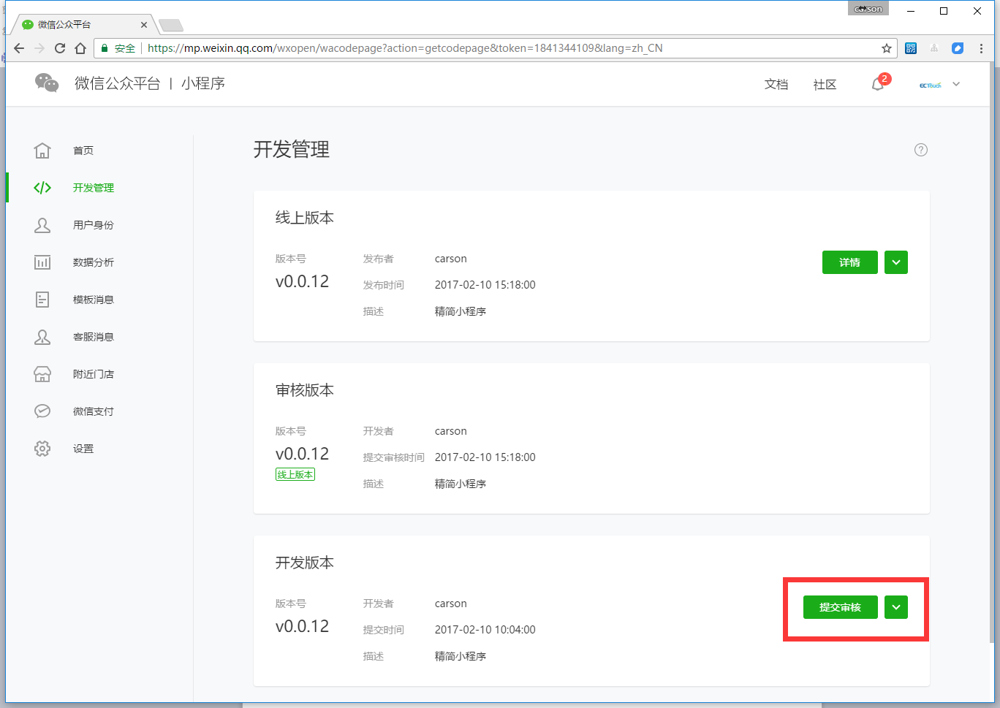 carson
微信公众平台
安全 https://mp.weixin.qq.com/wxopen/wacodepage?action=getcodepage&token=1841344109&lang=zh_CN
微信公众平台 | 小程序
文档 社区 2 ECTouch
首页
开发管理
用户身份
数据分析
模板消息
客服消息
附近门店
微信支付
设置
开发管理
线上版本
版本号 发布者 carson 详情
v0.0.12
发布时间 2017-02-10 15:18:00
描述 精简小程序
审核版本
版本号 开发者 carson
v0.0.12
提交审核时间 2017-02-10 15:18:00
线上版本
描述 精简小程序
开发版本
版本号 开发者 carson 提交审核
v0.0.12
提交时间 2017-02-10 10:04:00
描述 精简小程序